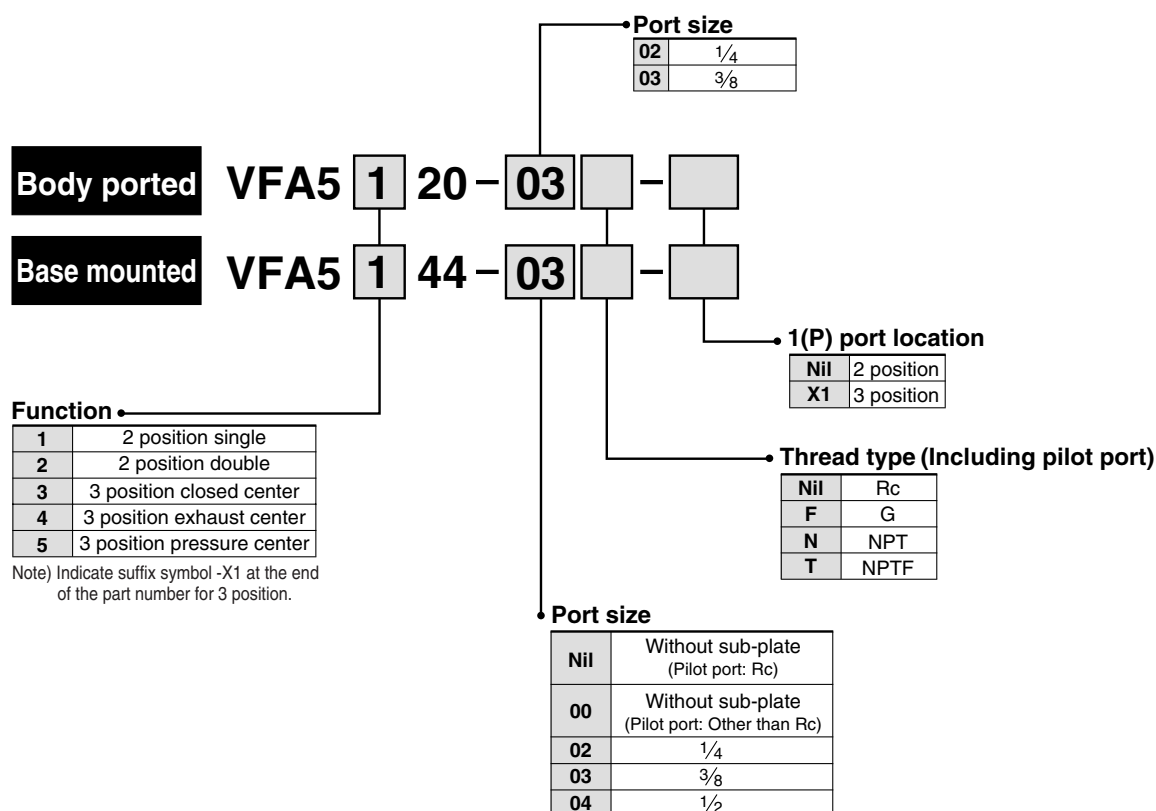 Port size
02 1/4
03 3/8
Body ported VFA5 1 20 – 03 –
Base mounted VFA5 1 44 – 03 –
1(P) port location
Nil 2 position
X1 3 position
Function
1 2 position single
2 2 position double
3 3 position closed center
4 3 position exhaust center
5 3 position pressure center
Note) Indicate suffix symbol -X1 at the end
of the part number for 3 position.
Thread type (Including pilot port)
Nil Rc
F G
N NPT
T NPTF
Port size
Nil Without sub-plate
(Pilot port: Rc)
00 Without sub-plate
(Pilot port: Other than Rc)
02 1/4
03 3/8
04 1/2